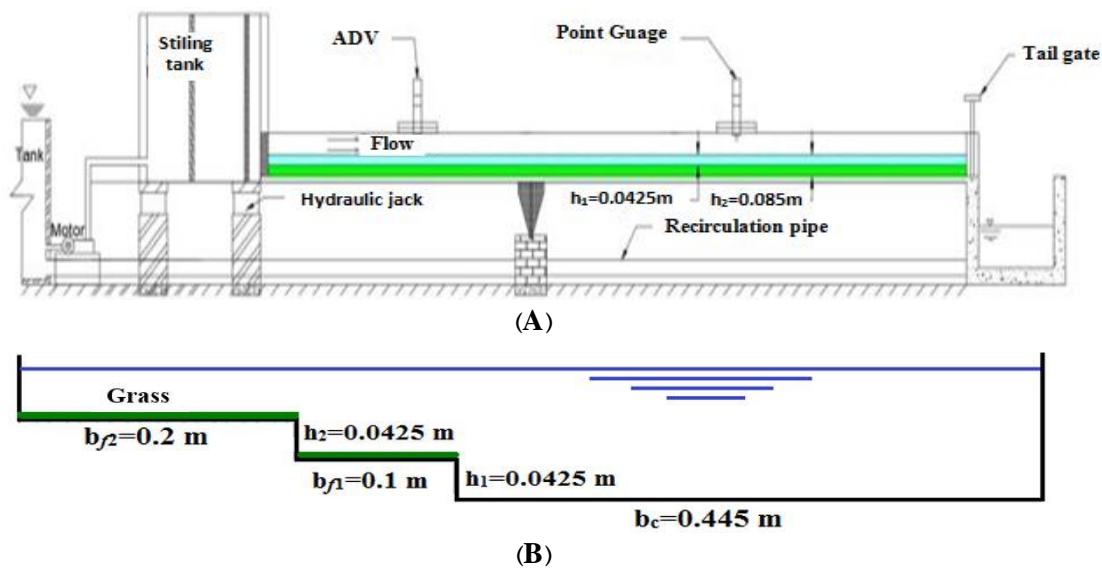 Stiling
tank
ADV
Point Guage
Tail gate
Tank
Flow
Motor
Hydraulic jack
h₁=0.0425m
h₂=0.085m
Recirculation pipe
(A)
Grass
b𝑓₂=0.2 m
h₂=0.0425 m
b𝑓₁=0.1 m
h₁=0.0425 m
b꜀=0.445 m
(B)